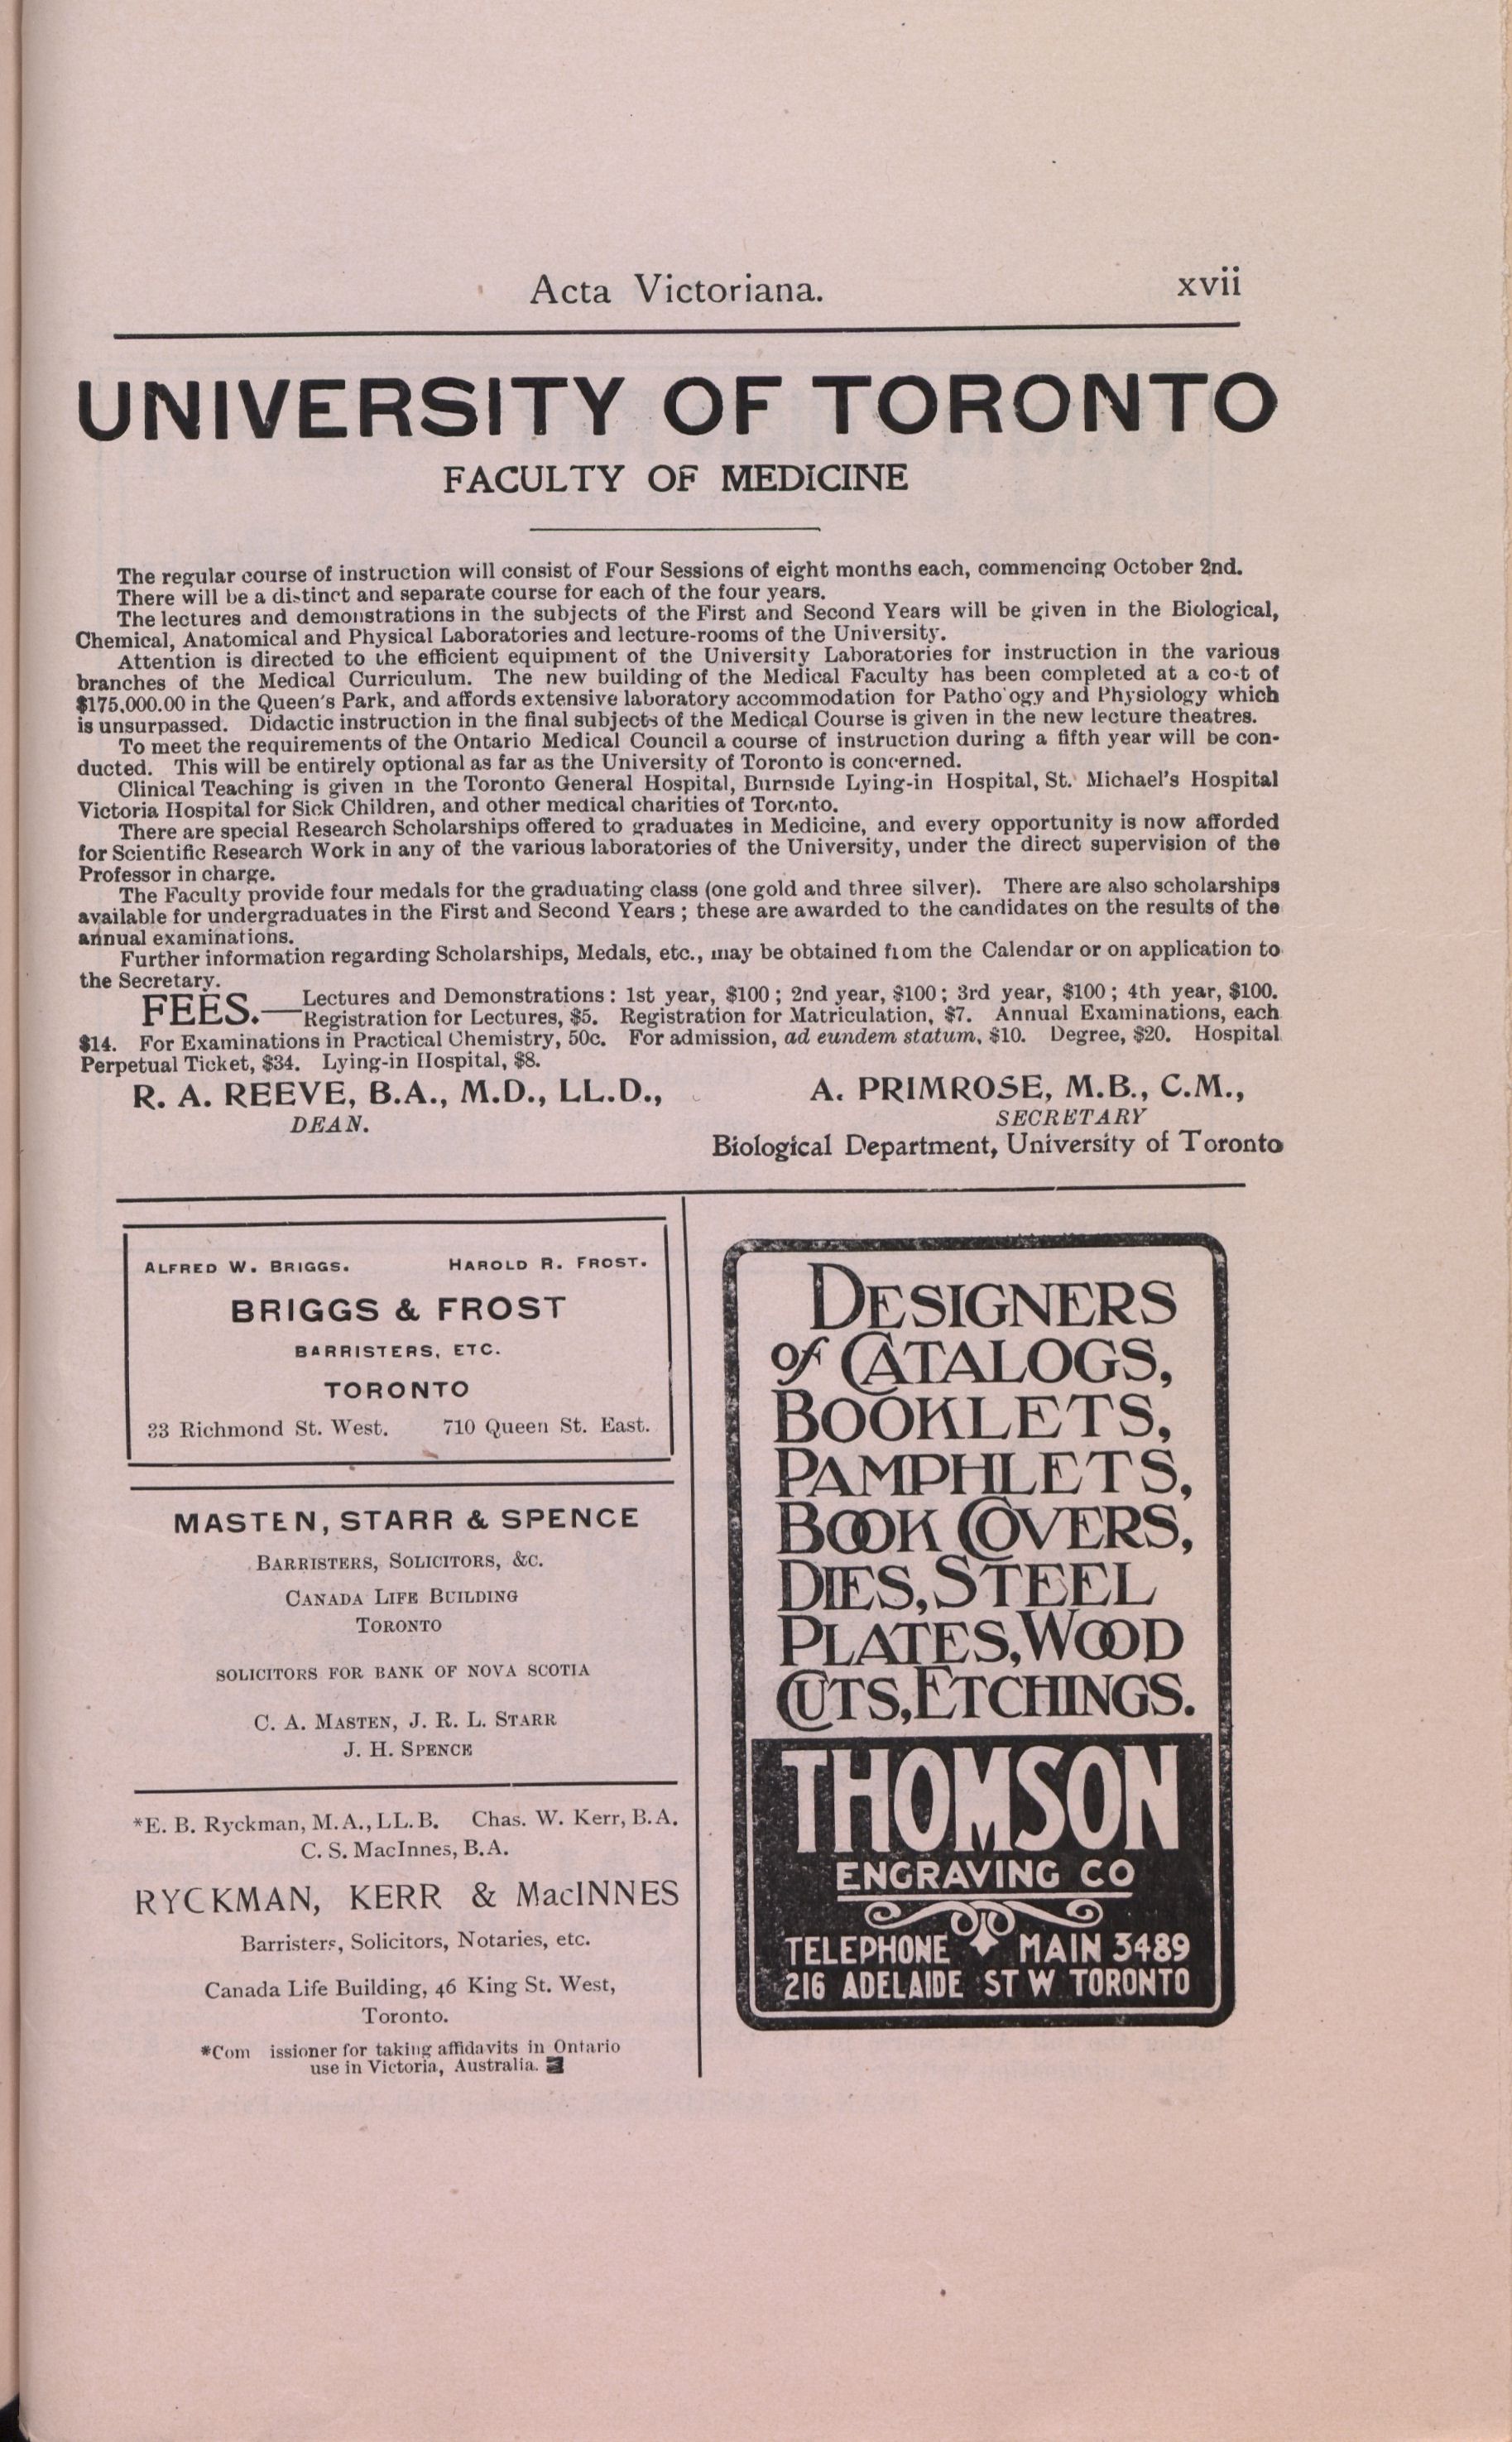 Acta Victoriana. xvii
UNIVERSITY OF TORONTO
FACULTY OF MEDICINE
The regular course of instruction will consist of Four Sessions of eight months each, commencing October 2nd.
There will be a distinct and separate course for each of the four years.
The lectures and demonstrations in the subjects of the First and Second Years will be given in the Biological,
Chemical, Anatomical and Physical Laboratories and lecture-rooms of the University.
Attention is directed to the efficient equipment of the University Laboratories for instruction in the various
branches of the Medical Curriculum. The new building of the Medical Faculty has been completed at a co-t of
$175,000.00 in the Queen's Park, and affords extensive laboratory accommodation for Patho ogy and Physiology which
is unsurpassed. Didactic instruction in the final subjects of the Medical Course is given in the new lecture theatres.
To meet the requirements of the Ontario Medical Council a course of instruction during a fifth year will be con-
ducted. This will be entirely optional as far as the University of Toronto is concerned.
Clinical Teaching is given in the Toronto General Hospital, Burnside Lying-in Hospital, St. Michael's Hospital
Victoria Hospital for Sick Children, and other medical charities of Toronto.
There are special Research Scholarships offered to graduates in Medicine, and every opportunity is now afforded
for Scientific Research Work in any of the various laboratories of the University, under the direct supervision of the
Professor in charge.
The Faculty provide four medals for the graduating class (one gold and three silver). There are also scholarships
available for undergraduates in the First and Second Years ; these are awarded to the candidates on the results of the
annual examinations.
Further information regarding Scholarships, Medals, etc., may be obtained from the Calendar or on application to
the Secretary.
FEES.—Lectures and Demonstrations : 1st year, $100 ; 2nd year, $100 ; 3rd year, $100 ; 4th year, $100.
Registration for Lectures, $5. Registration for Matriculation, $7. Annual Examinations, each
$14. For Examinations in Practical Chemistry, 50c. For admission, ad eundem statum, $10. Degree, $20. Hospital
Perpetual Ticket, $34. Lying-in Hospital, $8.
R. A. REEVE, B.A., M.D., LL.D.,
DEAN.
A. PRIMROSE, M.B., C.M.,
SECRETARY
Biological Department, University of Toronto
ALFRED W. BRIGGS. HAROLD R. FROST.
BRIGGS & FROST
BARRISTERS, ETC.
TORONTO
33 Richmond St. West. 710 Queen St. East.
MASTEN, STARR & SPENCE
BARRISTERS, SOLICITORS, &C.
CANADA LIFE BUILDING
TORONTO
SOLICITORS FOR BANK OF NOVA SCOTIA
C. A. MASTEN, J. R. L. STARR
J. H. SPENCE
*E. B. Ryckman, M.A., LL.B. Chas. W. Kerr, B.A.
C. S. MacInnes, B.A.
RYCKMAN, KERR & MacINNES
Barristers, Solicitors, Notaries, etc.
Canada Life Building, 46 King St. West,
Toronto.
*Com issioner for taking affidavits in Ontario
use in Victoria, Australia.
DESIGNERS
of CATALOGS,
BOOKLETS,
PAMPHLETS,
BOOK COVERS,
DIES, STEEL
PLATES, WOOD
CUTS, ETCHINGS.
THOMSON
ENGRAVING CO
TELEPHONE MAIN 3489
216 ADELAIDE ST W TORONTO